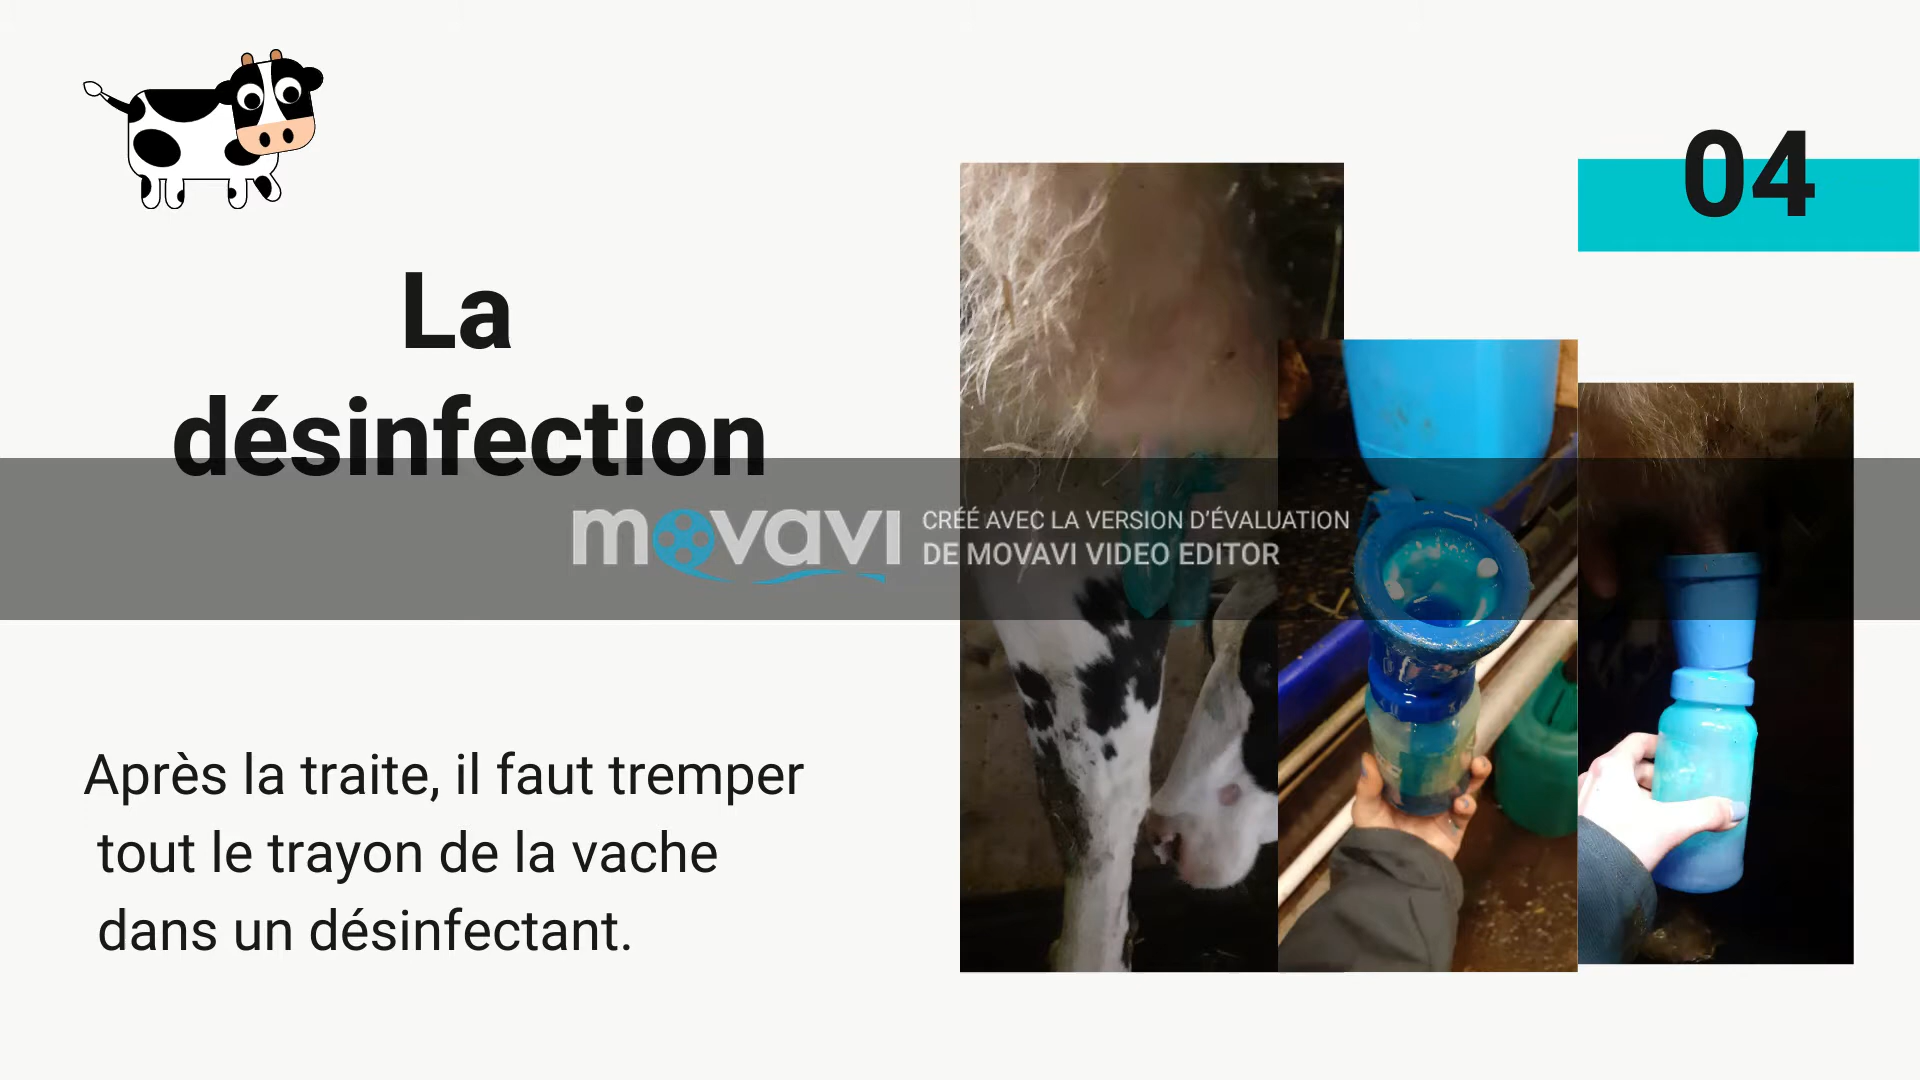 04
La
désinfection
movavi
CRÉÉ AVEC LA VERSION D'ÉVALUATION
DE MOVAVI VIDEO EDITOR
Après la traite, il faut tremper
tout le trayon de la vache
dans un désinfectant.